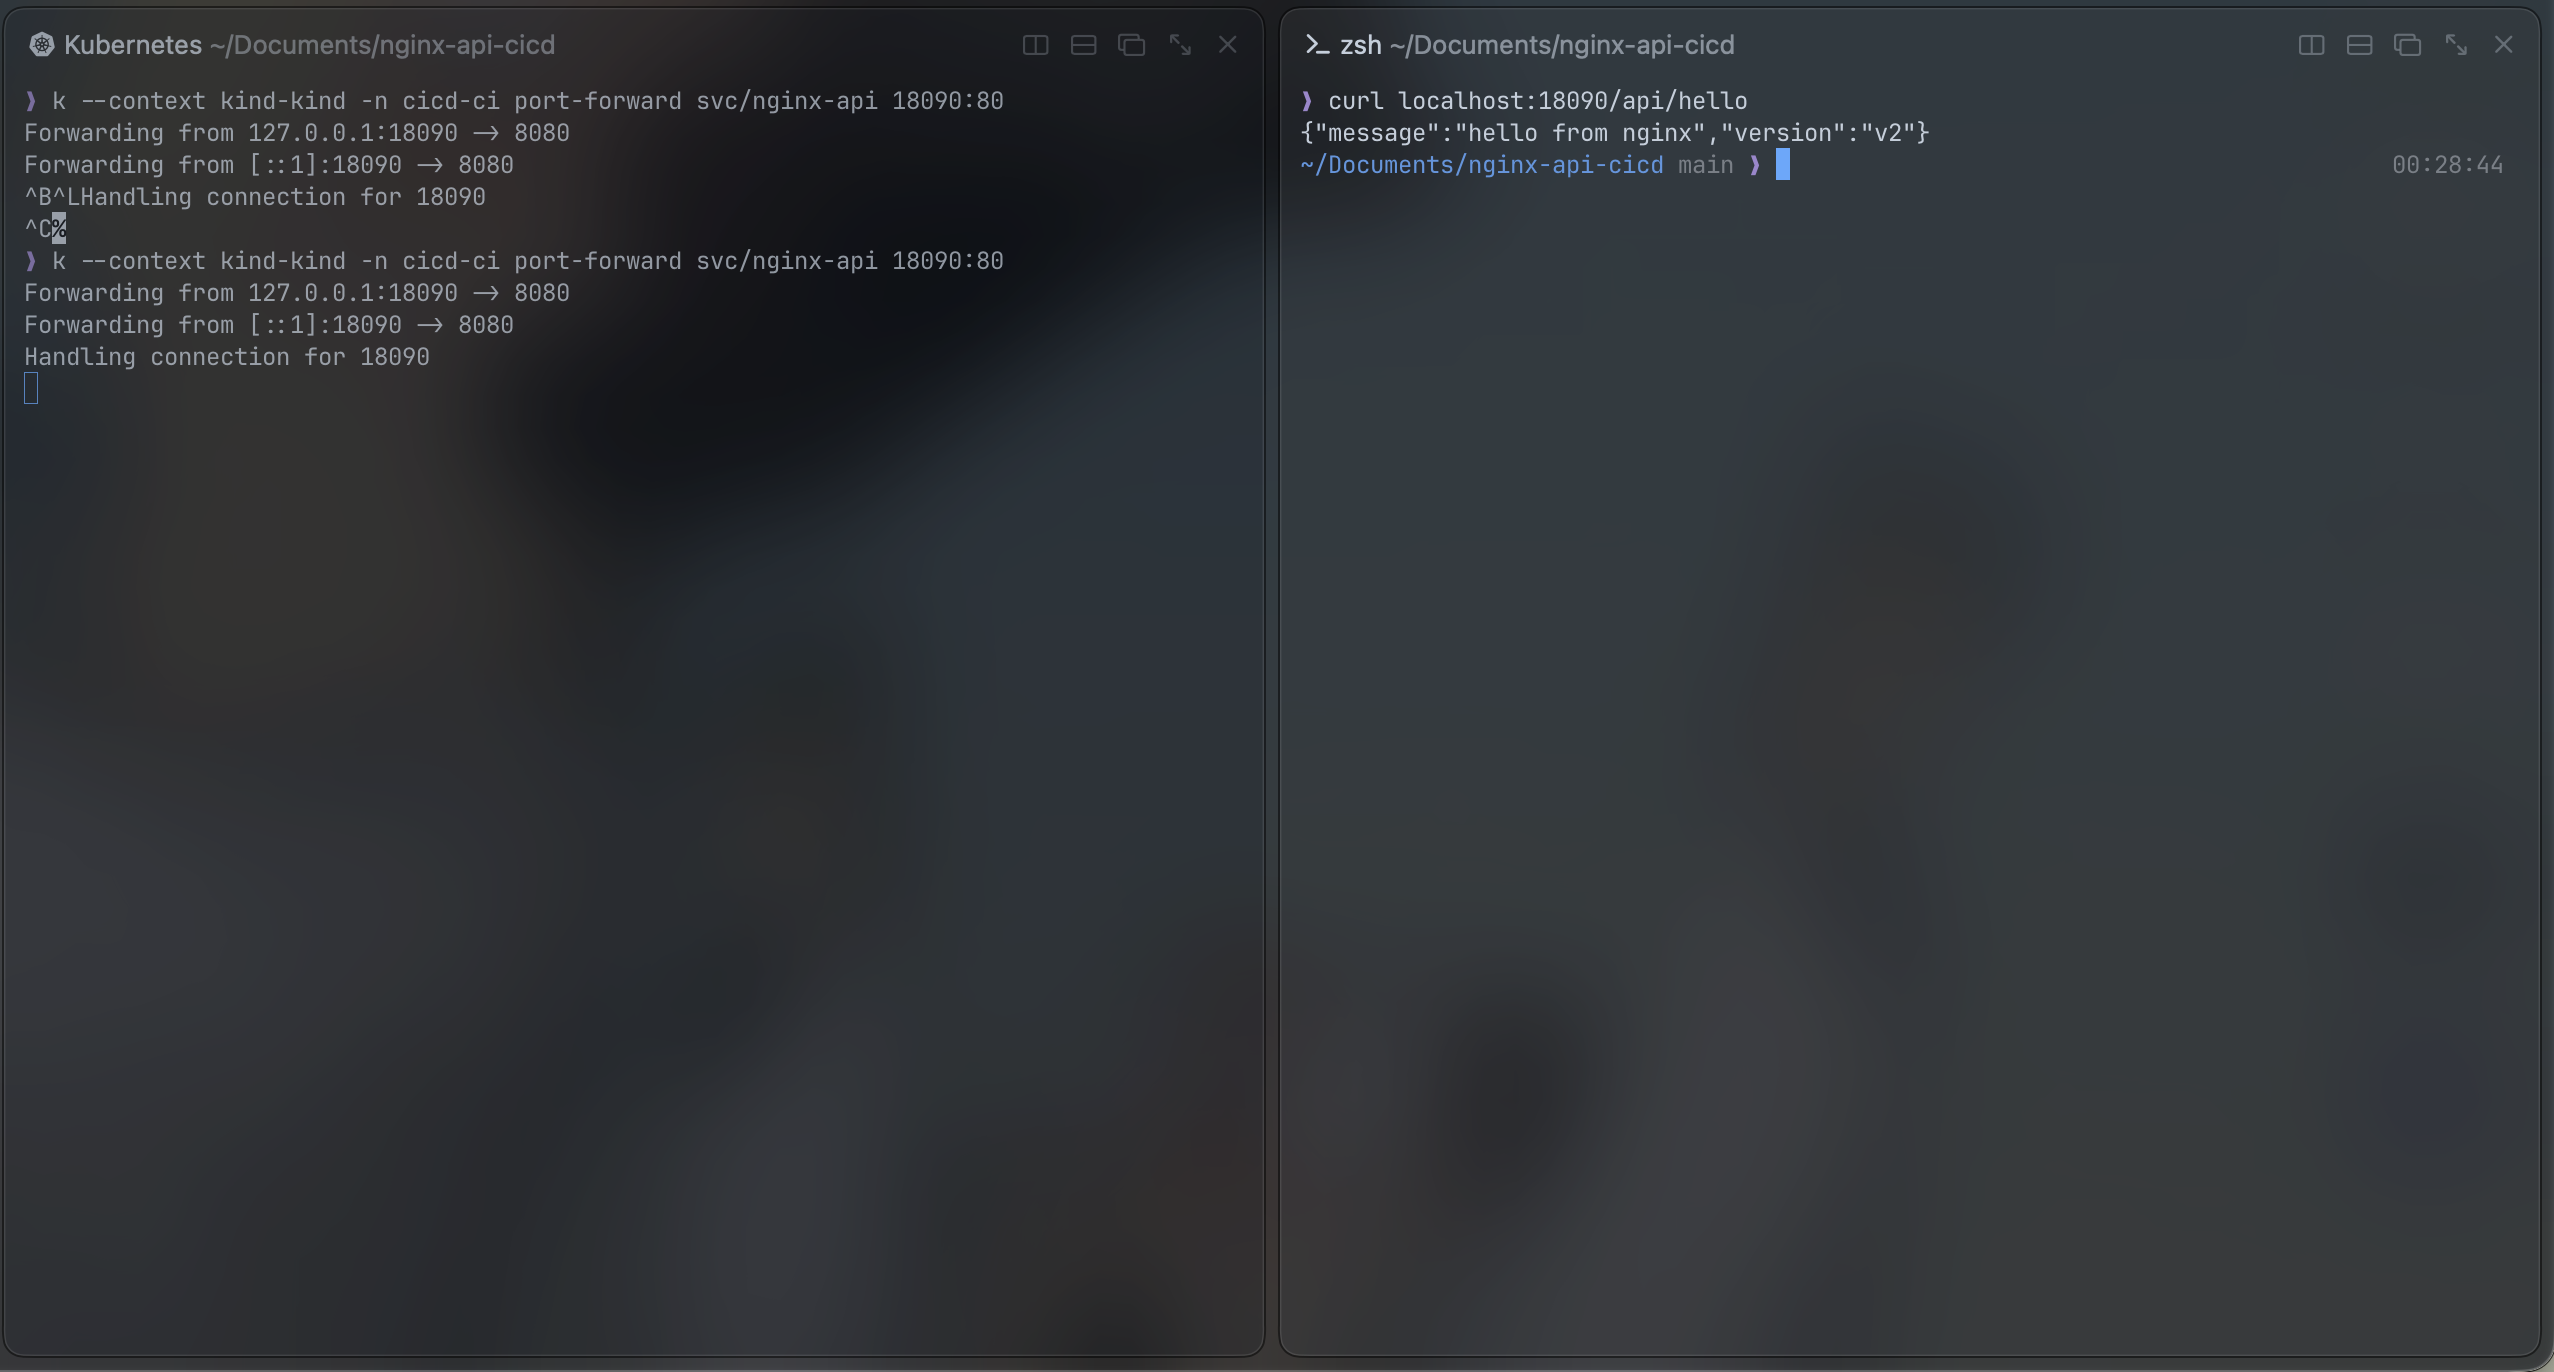 Kubernetes ~/Documents/nginx-api-cicd
❯ k --context kind-kind -n cicd-ci port-forward svc/nginx-api 18090:80
Forwarding from 127.0.0.1:18090 -> 8080
Forwarding from [::1]:18090 -> 8080
^B^LHandling connection for 18090
^C%
❯ k --context kind-kind -n cicd-ci port-forward svc/nginx-api 18090:80
Forwarding from 127.0.0.1:18090 -> 8080
Forwarding from [::1]:18090 -> 8080
Handling connection for 18090
zsh ~/Documents/nginx-api-cicd
❯ curl localhost:18090/api/hello
{"message":"hello from nginx","version":"v2"}
~/Documents/nginx-api-cicd main ❯ 00:28:44